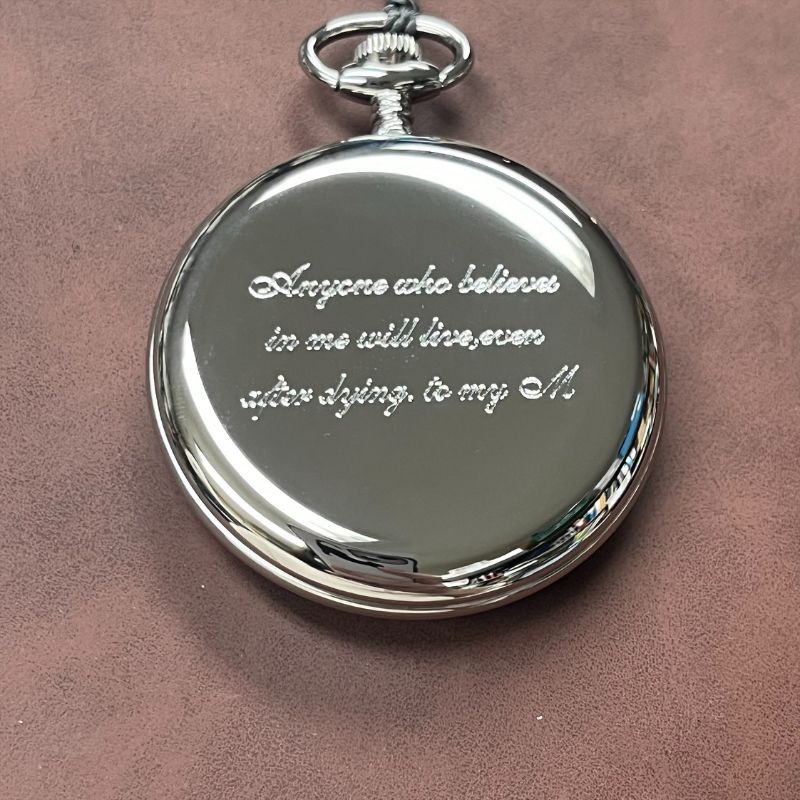 Anyone who believes
in me will live,even
after dying. to my M